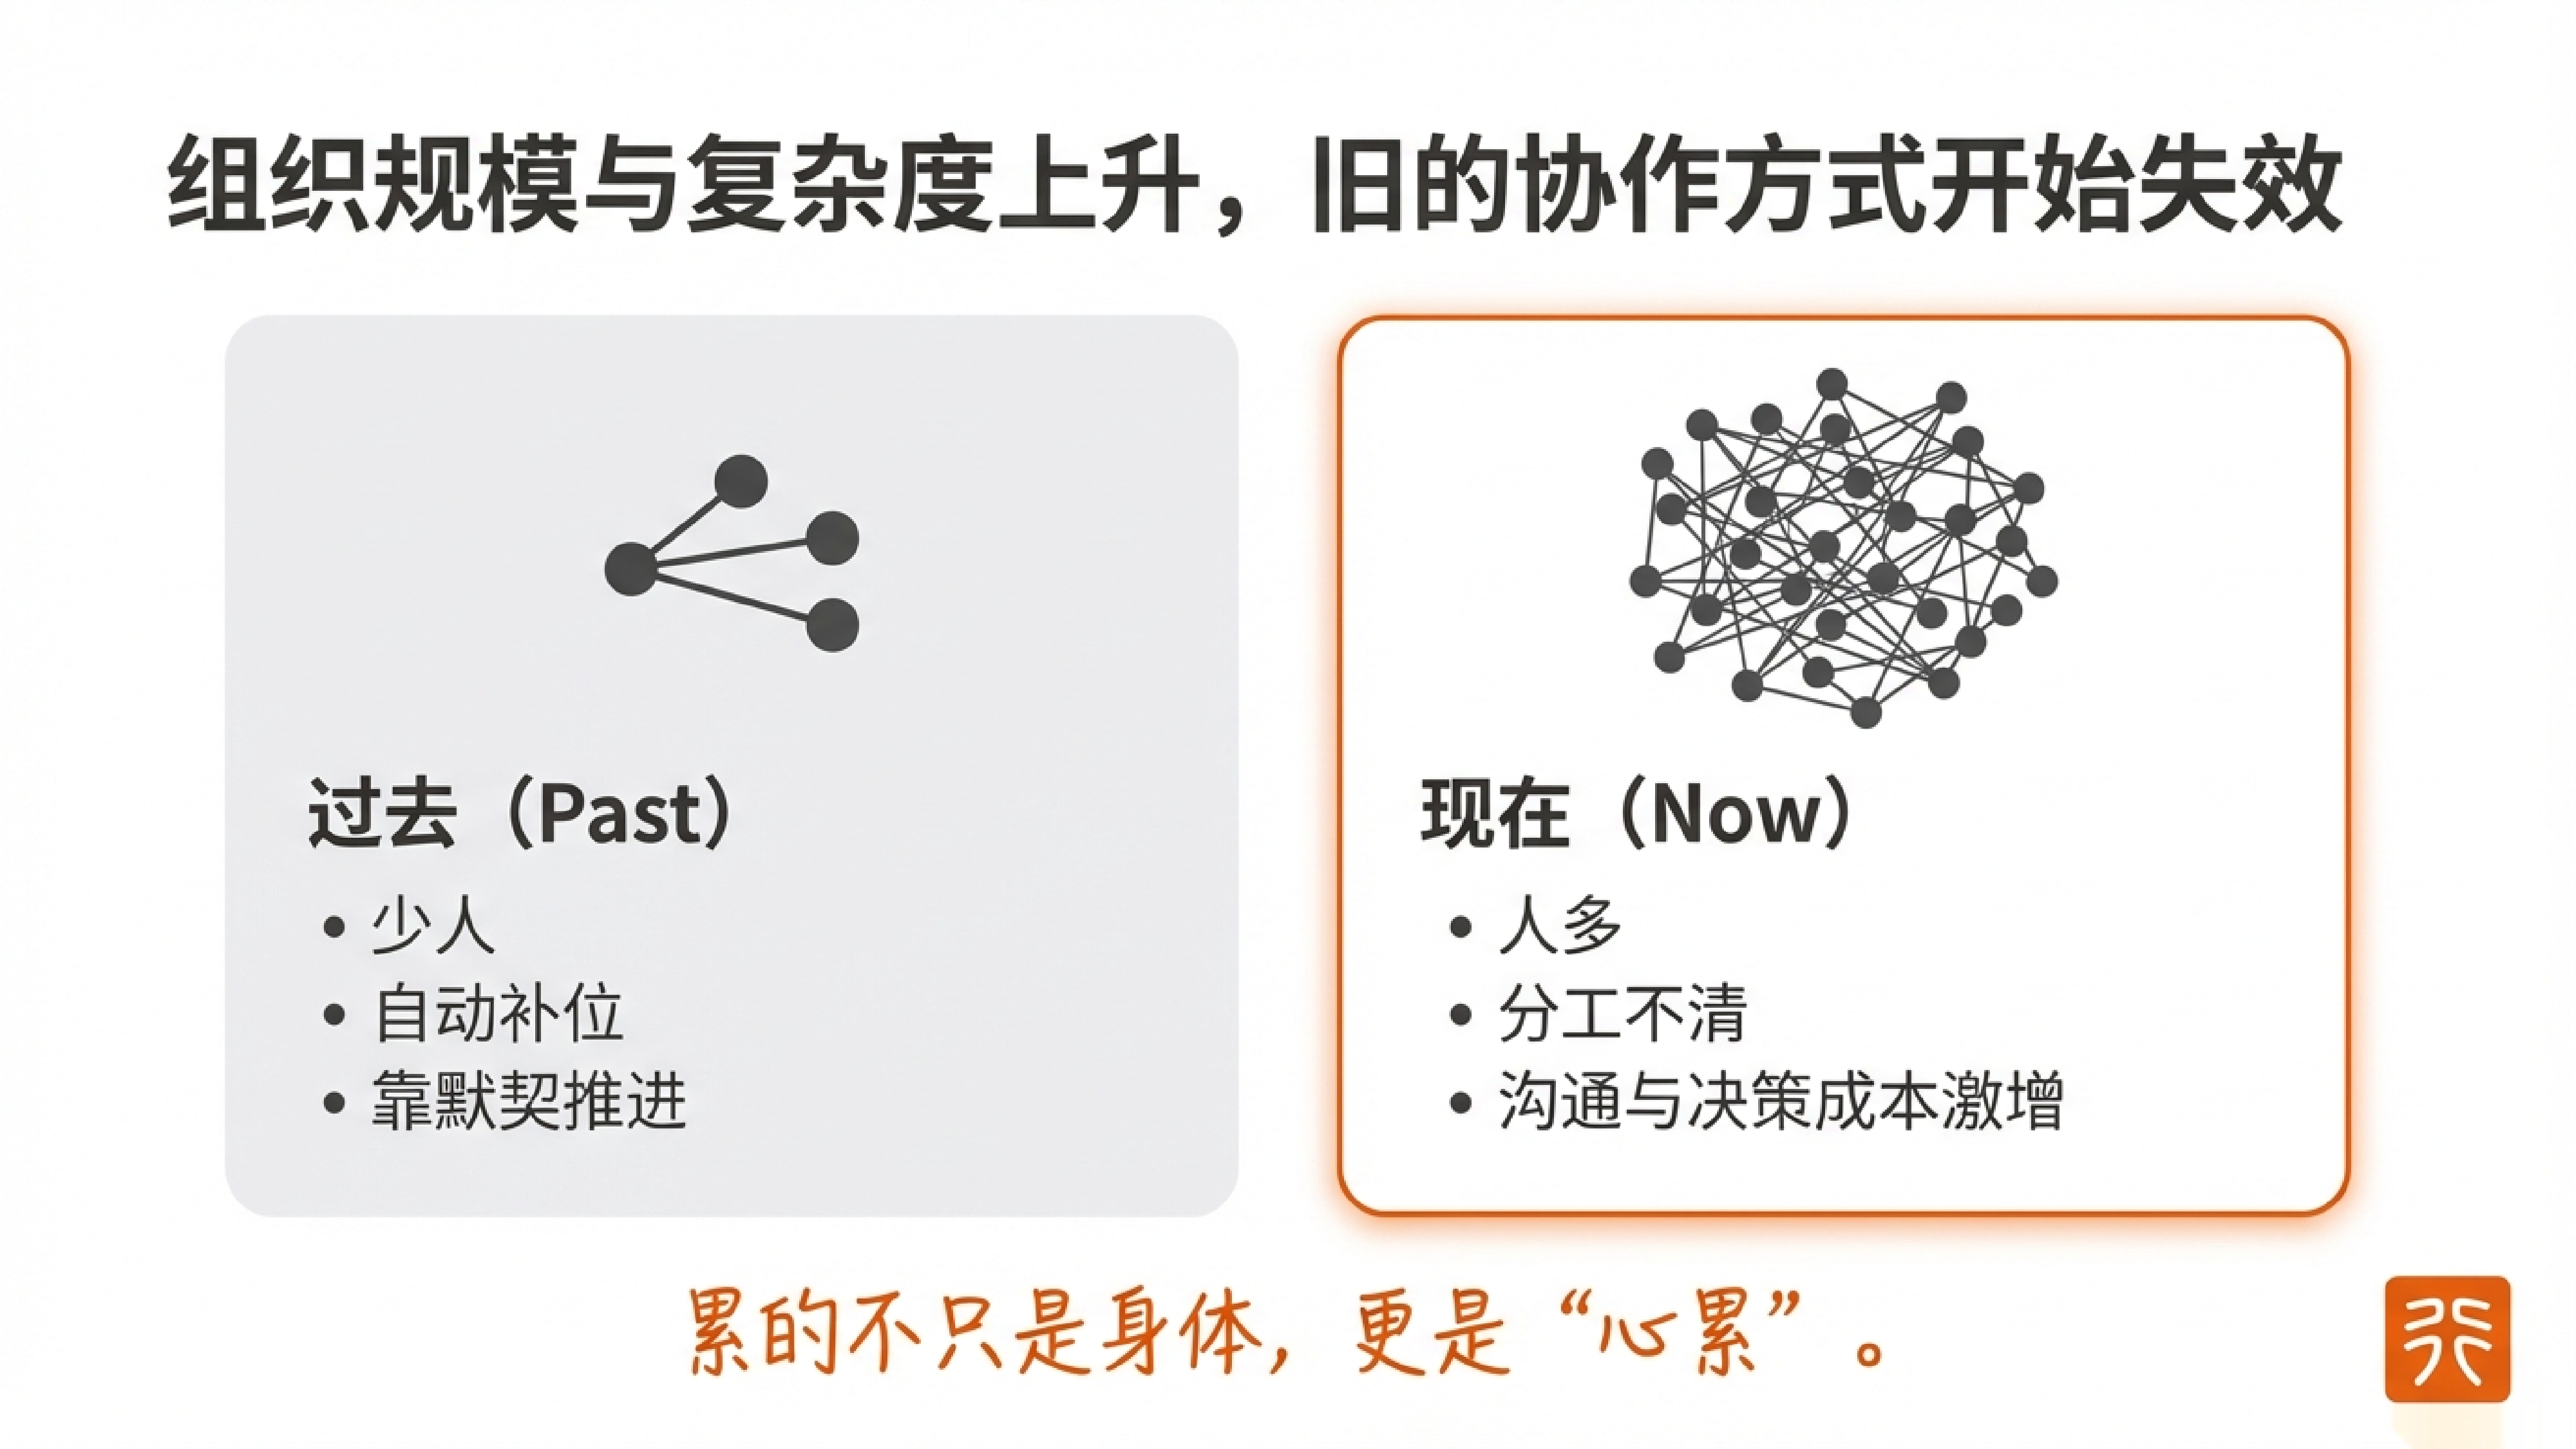 组织规模与复杂度上升，旧的协作方式开始失效
过去（Past）
• 少人
• 自动补位
• 靠默契推进
现在（Now）
• 人多
• 分工不清
• 沟通与决策成本激增
累的不只是身体，更是“心累”。
行